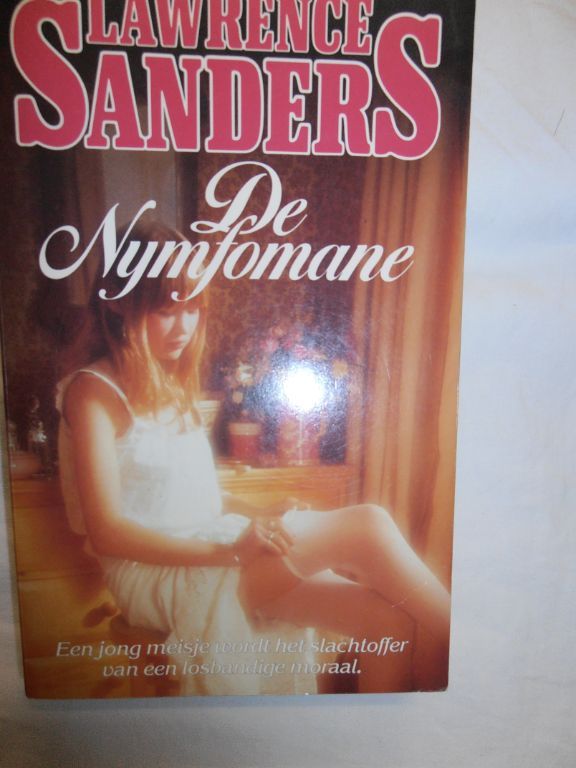 LAWRENCE
SANDERS
De
Nymfomane
Een jong meisje wordt het slachtoffer
van een losbandige moraal.